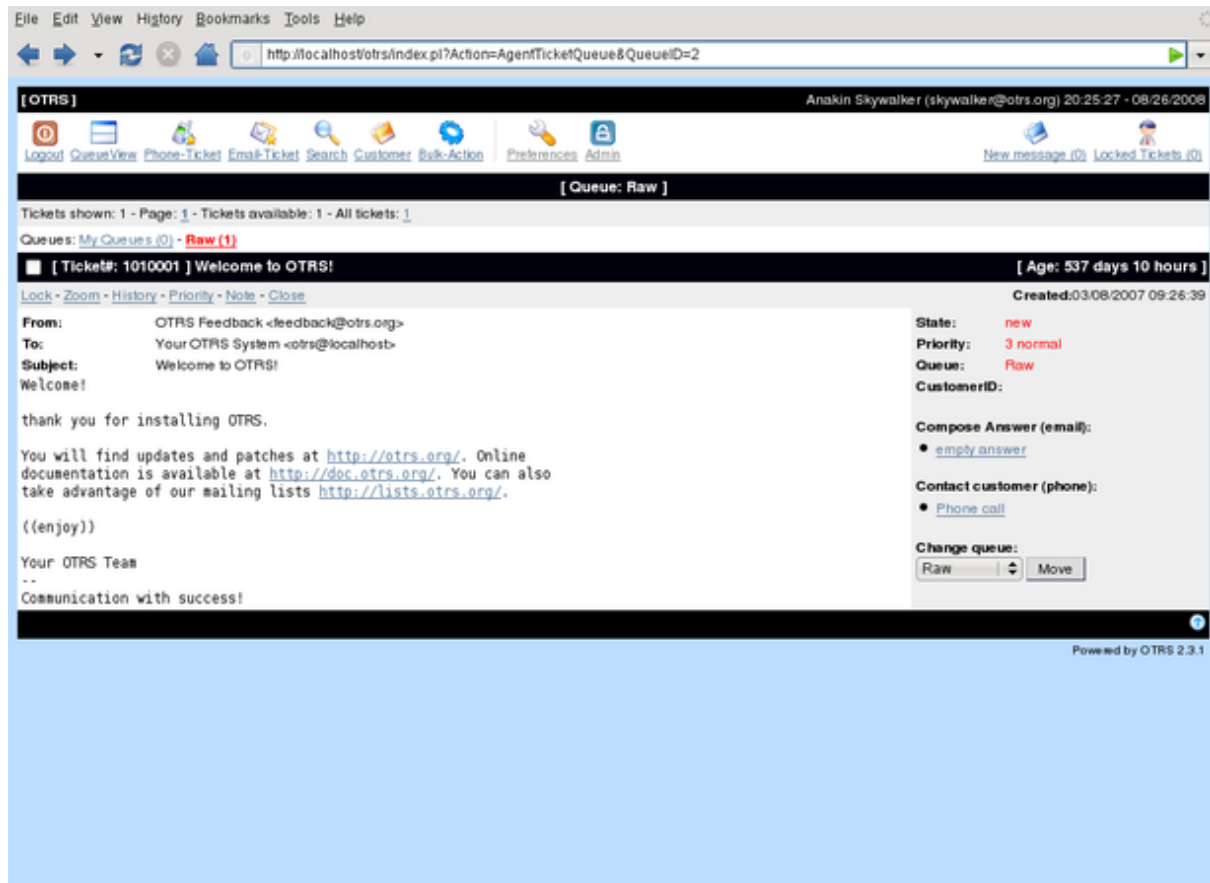 File Edit View History Bookmarks Tools Help
http://localhost/otrs/index.pl?Action=AgentTicketQueue&QueueID=2
[ OTRS ] Anakin Skywalker (skywalker@otrs.org) 20:25:27 - 08/26/2008
Logout QueueView Phone-Ticket Email-Ticket Search Customer Bulk-Action Preferences Admin New message (0) Locked Tickets (0)
[ Queue: Raw ]
Tickets shown: 1 - Page: 1 - Tickets available: 1 - All tickets: 1
Queues: My Queues (0) - Raw (1)
[ Ticket#: 1010001 ] Welcome to OTRS! [ Age: 537 days 10 hours ]
Lock - Zoom - History - Priority - Note - Close Created:03/08/2007 09:26:39
From: OTRS Feedback <feedback@otrs.org>
To: Your OTRS System <otrs@localhost>
Subject: Welcome to OTRS!
Welcome!
thank you for installing OTRS.
You will find updates and patches at http://otrs.org/. Online
documentation is available at http://doc.otrs.org/. You can also
take advantage of our mailing lists http://lists.otrs.org/.
((enjoy))
Your OTRS Team
--
Communication with success!
State: new
Priority: 3 normal
Queue: Raw
CustomerID:
Compose Answer (email):
• empty answer
Contact customer (phone):
• Phone call
Change queue:
Raw Move
Powered by OTRS 2.3.1